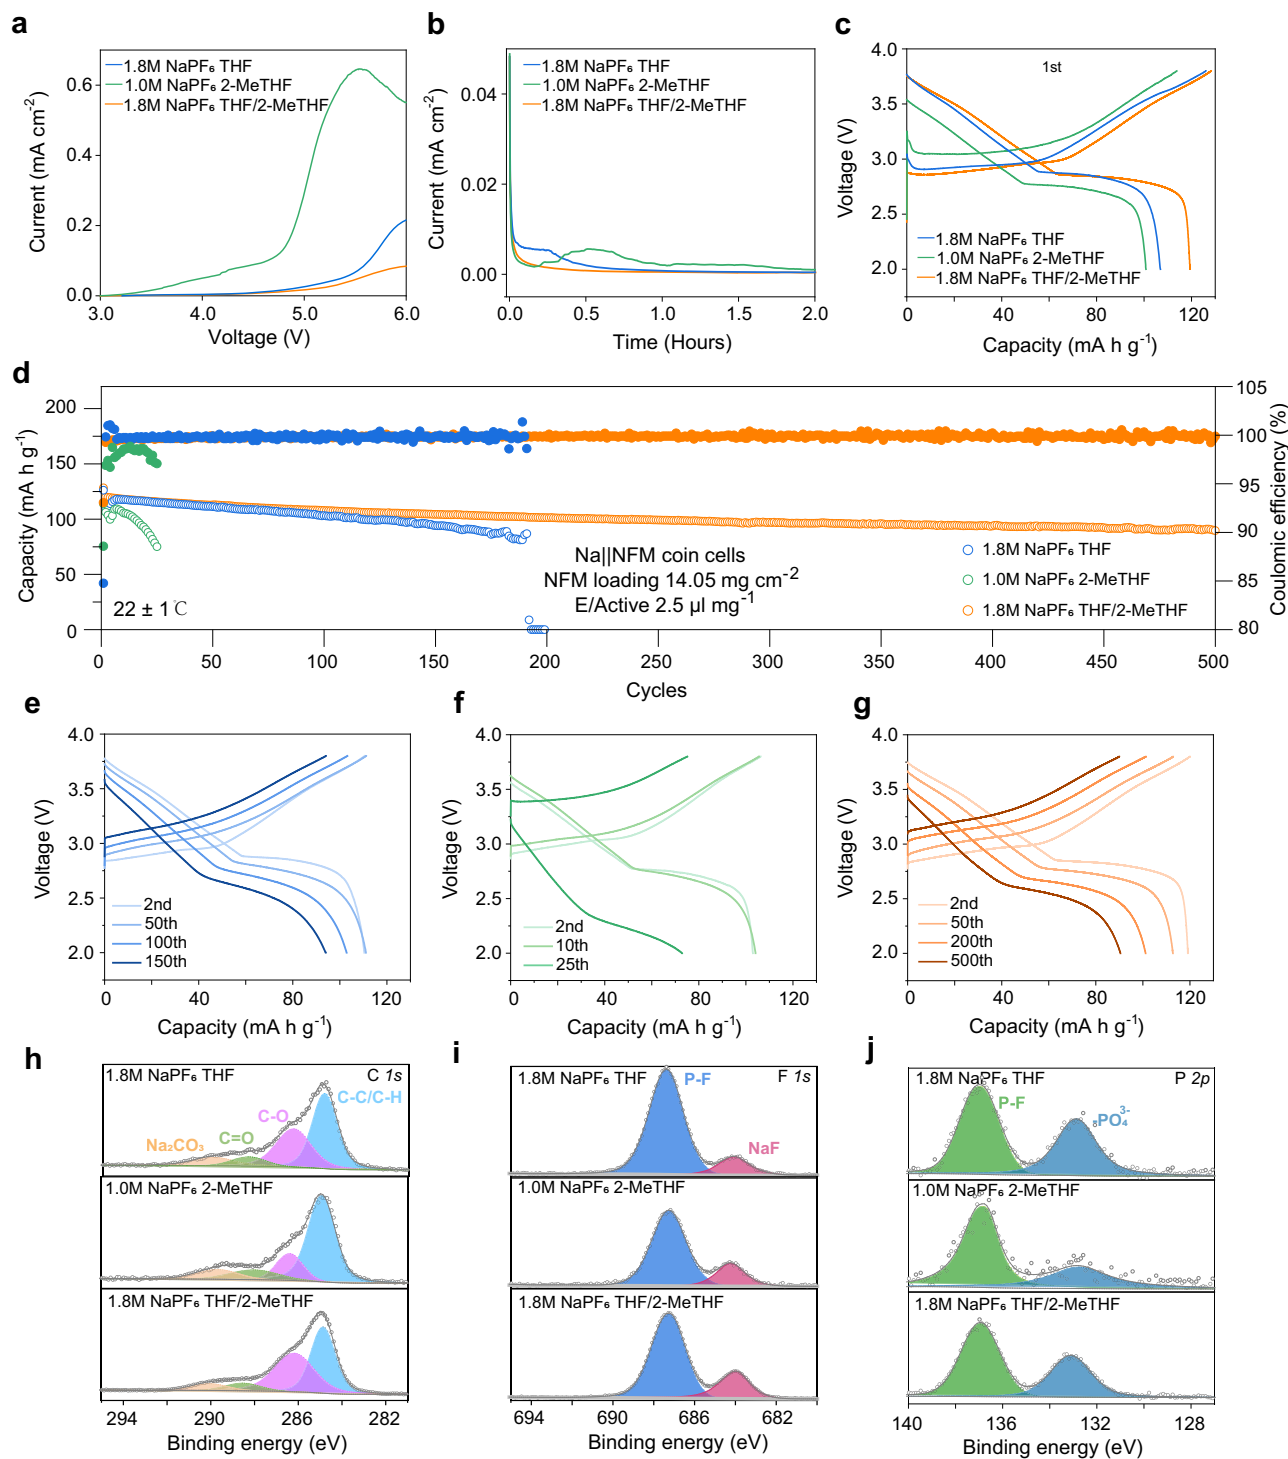 a
1.8M NaPF₆ THF
1.0M NaPF₆ 2-MeTHF
1.8M NaPF₆ THF/2-MeTHF
Current (mA cm⁻²)
0.6
0.4
0.2
0.0
3.0 4.0 5.0 6.0
Voltage (V)
b
1.8M NaPF₆ THF
1.0M NaPF₆ 2-MeTHF
1.8M NaPF₆ THF/2-MeTHF
Current (mA cm⁻²)
0.04
0.02
0.00
0.0 0.5 1.0 1.5 2.0
Time (Hours)
c
1st
Voltage (V)
4.0
3.5
3.0
2.5
2.0
1.8M NaPF₆ THF
1.0M NaPF₆ 2-MeTHF
1.8M NaPF₆ THF/2-MeTHF
0 40 80 120
Capacity (mA h g⁻¹)
d
Capacity (mA h g⁻¹)
200
150
100
50
0
105
100
95
90
85
80
Coulomic efficiency (%)
Na||NFM coin cells
NFM loading 14.05 mg cm⁻²
E/Active 2.5 µl mg⁻¹
22 ± 1℃
1.8M NaPF₆ THF
1.0M NaPF₆ 2-MeTHF
1.8M NaPF₆ THF/2-MeTHF
0 50 100 150 200 250 300 350 400 450 500
Cycles
e
Voltage (V)
4.0
3.5
3.0
2.5
2.0
2nd
50th
100th
150th
0 40 80 120
Capacity (mA h g⁻¹)
f
Voltage (V)
4.0
3.5
3.0
2.5
2.0
2nd
10th
25th
0 40 80 120
Capacity (mA h g⁻¹)
g
Voltage (V)
4.0
3.5
3.0
2.5
2.0
2nd
50th
200th
500th
0 40 80 120
Capacity (mA h g⁻¹)
h
1.8M NaPF₆ THF
C 1s
C-C/C-H
C-O
C=O
Na₂CO₃
1.0M NaPF₆ 2-MeTHF
1.8M NaPF₆ THF/2-MeTHF
294 290 286 282
Binding energy (eV)
i
1.8M NaPF₆ THF
F 1s
P-F
NaF
1.0M NaPF₆ 2-MeTHF
1.8M NaPF₆ THF/2-MeTHF
694 690 686 682
Binding energy (eV)
j
1.8M NaPF₆ THF
P 2p
P-F
PO₄³⁻
1.0M NaPF₆ 2-MeTHF
1.8M NaPF₆ THF/2-MeTHF
140 136 132 128
Binding energy (eV)